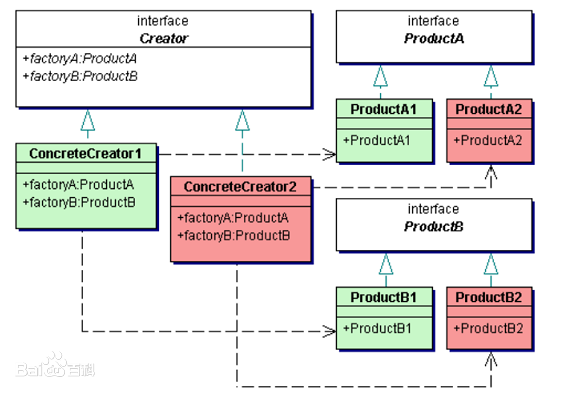 interface
Creator
+factoryA:ProductA
+factoryB:ProductB
interface
ProductA
ProductA1
+ProductA1
ProductA2
+ProductA2
ConcreteCreator1
+factoryA:ProductA
+factoryB:ProductB
ConcreteCreator2
+factoryA:ProductA
+factoryB:ProductB
interface
ProductB
ProductB1
+ProductB1
ProductB2
+ProductB2
Bai百科